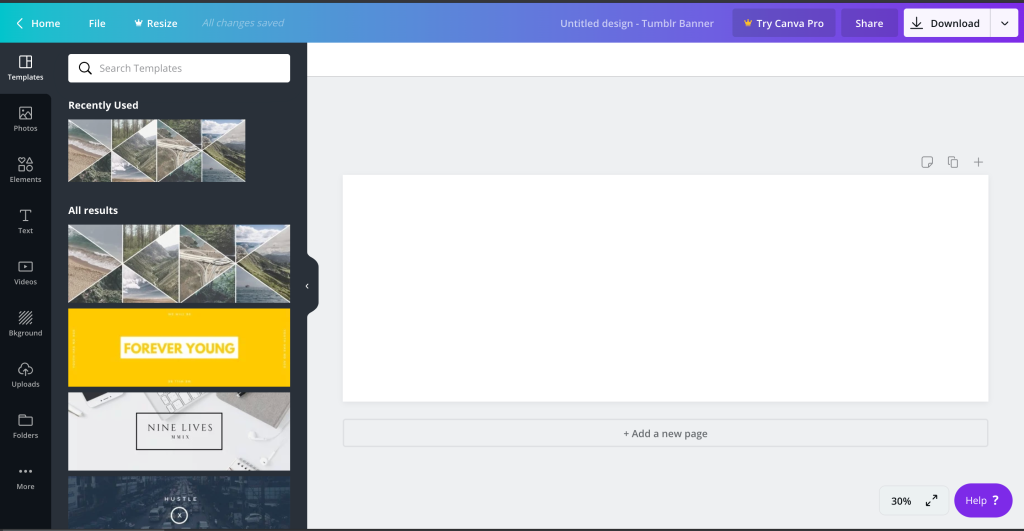 Home
File
Resize
All changes saved
Untitled design - Tumblr Banner
Try Canva Pro
Share
Download
Templates
Photos
Elements
Text
Videos
Bkground
Uploads
Folders
More
Search Templates
Recently Used
All results
FOREVER YOUNG
NINE LIVES
MMIX
HUSTLE
X
+ Add a new page
30%
Help ?